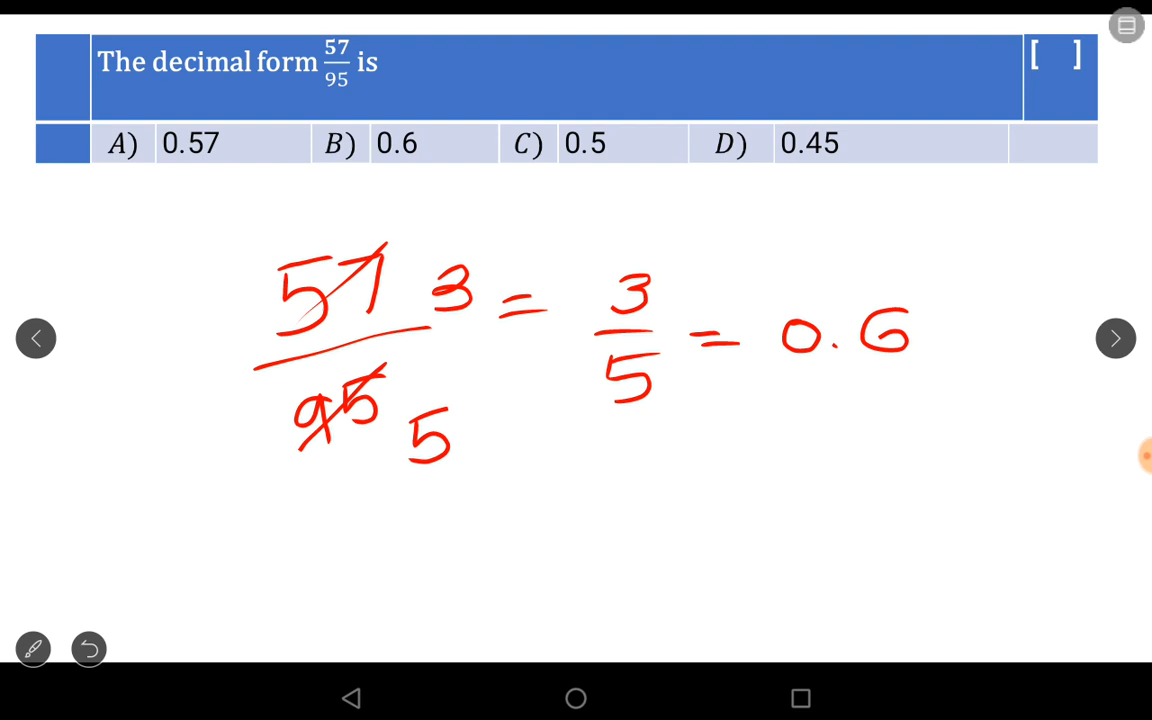 The decimal form 57/95 is [ ]
A) 0.57 B) 0.6 C) 0.5 D) 0.45
57/95 3/5 = 3/5 = 0.6